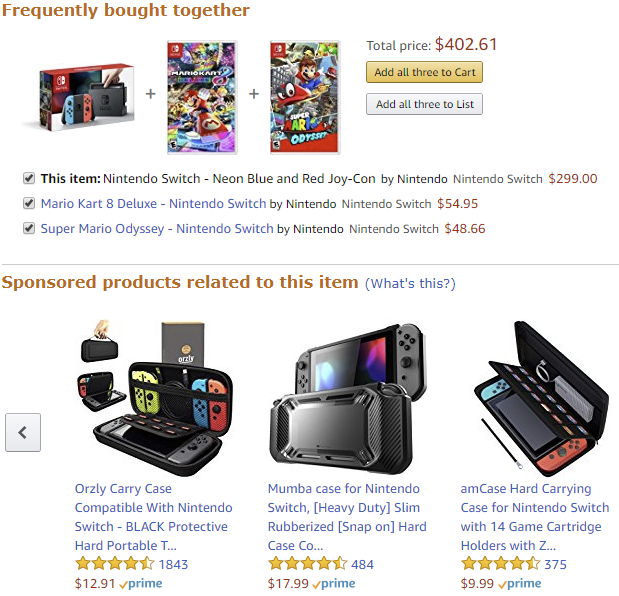 Frequently bought together
MARIOKART 8
DELUXE
SUPER
MARIO
ODYSSEY
+
+
Total price: $402.61
Add all three to Cart
Add all three to List
This item: Nintendo Switch - Neon Blue and Red Joy-Con by Nintendo Nintendo Switch $299.00
Mario Kart 8 Deluxe - Nintendo Switch by Nintendo Nintendo Switch $54.95
Super Mario Odyssey - Nintendo Switch by Nintendo Nintendo Switch $48.66
Sponsored products related to this item (What's this?)
orzly
Orzly Carry Case
Compatible With Nintendo
Switch - BLACK Protective
Hard Portable T...
1843
$12.91 prime
Mumba case for Nintendo
Switch, [Heavy Duty] Slim
Rubberized [Snap on] Hard
Case Co...
484
$17.99 prime
amCase Hard Carrying
Case for Nintendo Switch
with 14 Game Cartridge
Holders with Z...
375
$9.99 prime